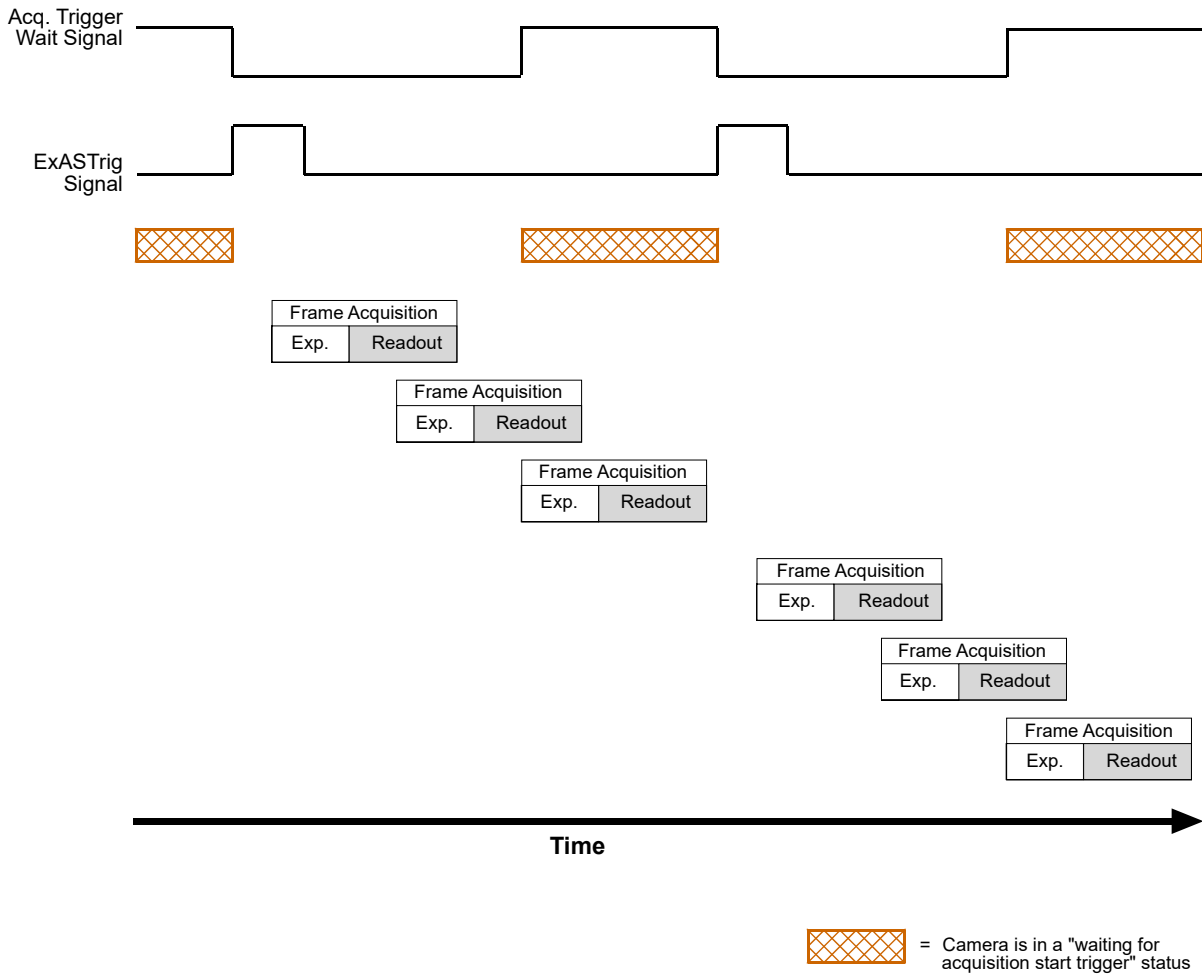 Acq. Trigger
Wait Signal
ExASTrig
Signal
Frame Acquisition
Exp. Readout
Frame Acquisition
Exp. Readout
Frame Acquisition
Exp. Readout
Frame Acquisition
Exp. Readout
Frame Acquisition
Exp. Readout
Frame Acquisition
Exp. Readout
Time
= Camera is in a "waiting for
acquisition start trigger" status